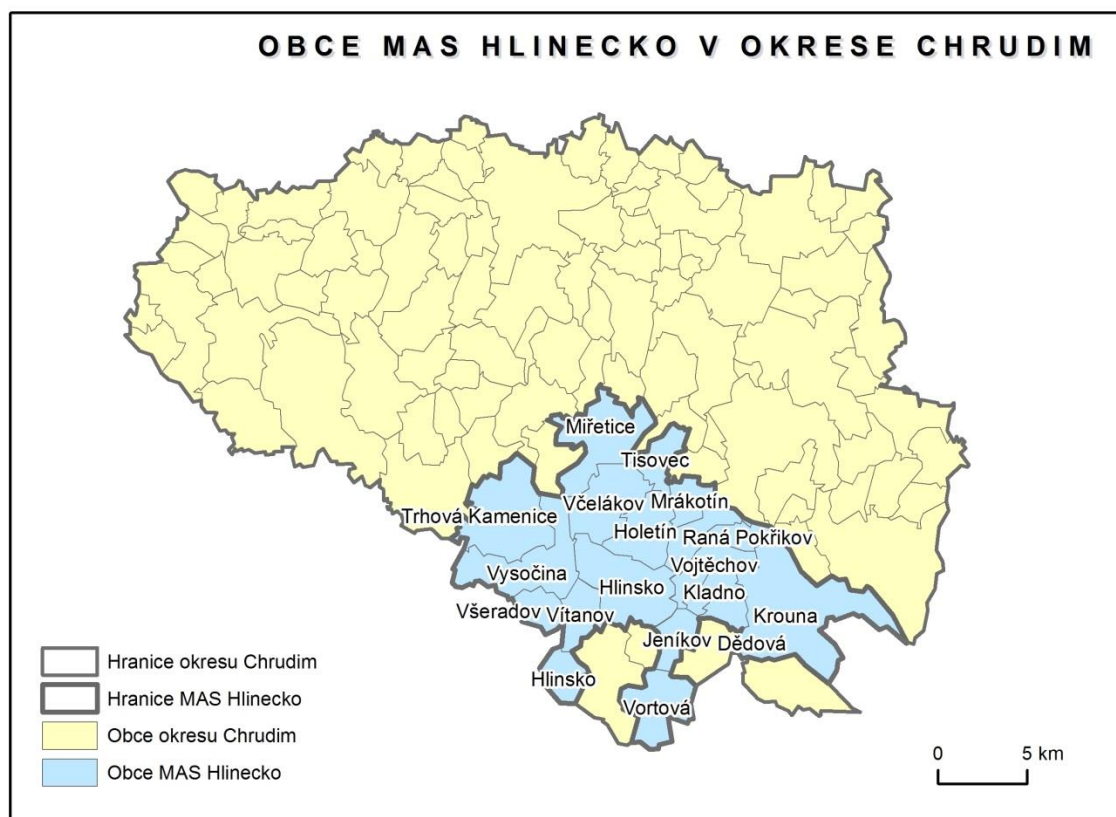 OBCE MAS HLINECKO V OKRESE CHRUDIM
Miřetice
Tisovec
Včelákov
Mrákotín
Trhová Kamenice
Holetín
Raná Pokřikov
Vojtěchov
Vysočina
Hlinsko
Kladno
Všeradov
Vítanov
Krouna
Jeníkov
Dědová
Hlinsko
Vortová
Hranice okresu Chrudim
Hranice MAS Hlinecko
Obce okresu Chrudim
Obce MAS Hlinecko
0 5 km